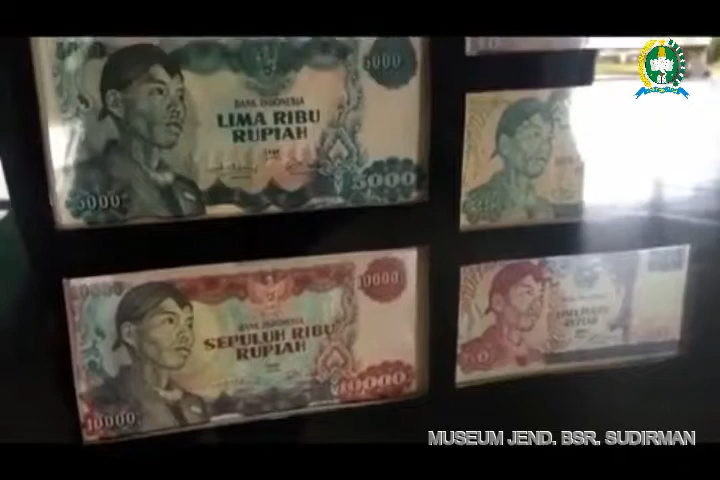 5000
BANK INDONESIA
LIMA RIBU
RUPIAH
5000
5000
10000
BANK INDONESIA
SEPULUH RIBU
RUPIAH
10000
10000
RUPIAH
MUSEUM JEND. BSR. SUDIRMAN